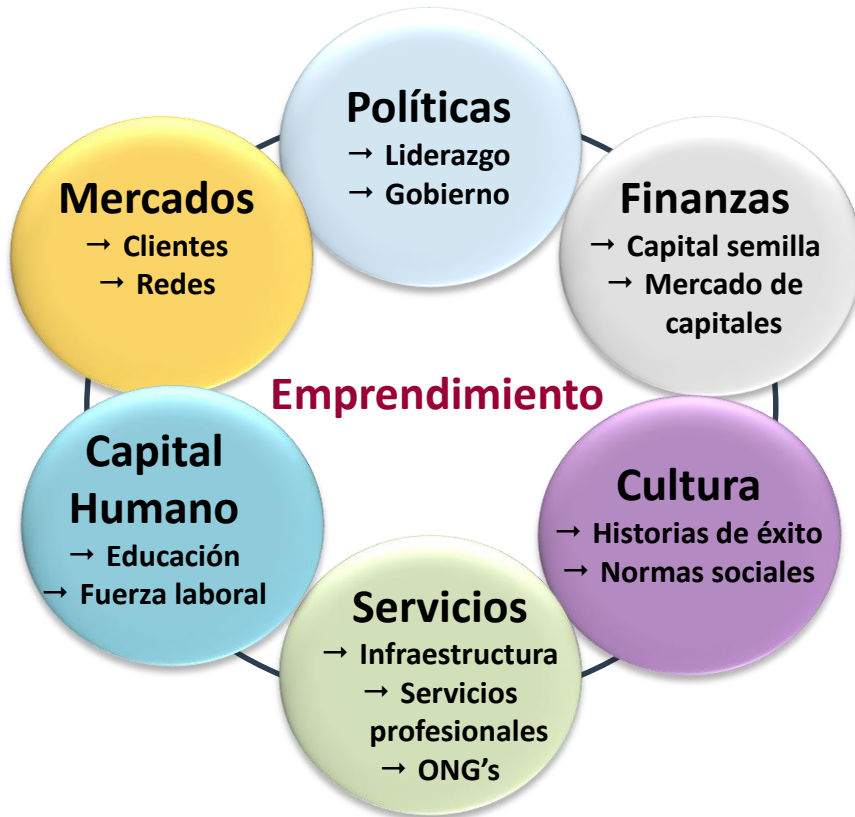 Políticas
→ Liderazgo
→ Gobierno
Mercados
→ Clientes
→ Redes
Finanzas
→ Capital semilla
→ Mercado de
capitales
Emprendimiento
Capital
Humano
→ Educación
→ Fuerza laboral
Cultura
→ Historias de éxito
→ Normas sociales
Servicios
→ Infraestructura
→ Servicios
profesionales
→ ONG’s